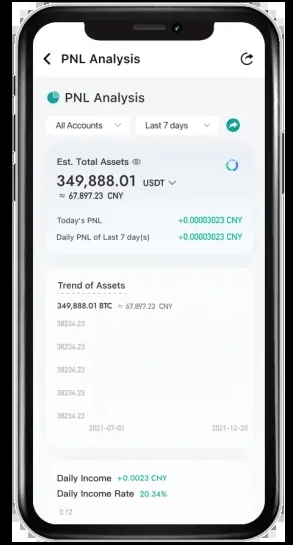 PNL Analysis
PNL Analysis
All Accounts
Last 7 days
Est. Total Assets
349,888.01 USDT
≈ 67,897.23 CNY
Today's PNL +0.00003023 CNY
Daily PNL of Last 7 day(s) +0.00003023 CNY
Trend of Assets
349,888.01 BTC ≈ 67,897.23 CNY
38234.23
38234.23
38234.23
38234.23
38234.23
2021-07-01 2021-12-20
Daily Income +0.0023 CNY
Daily Income Rate 20.34%
0.12